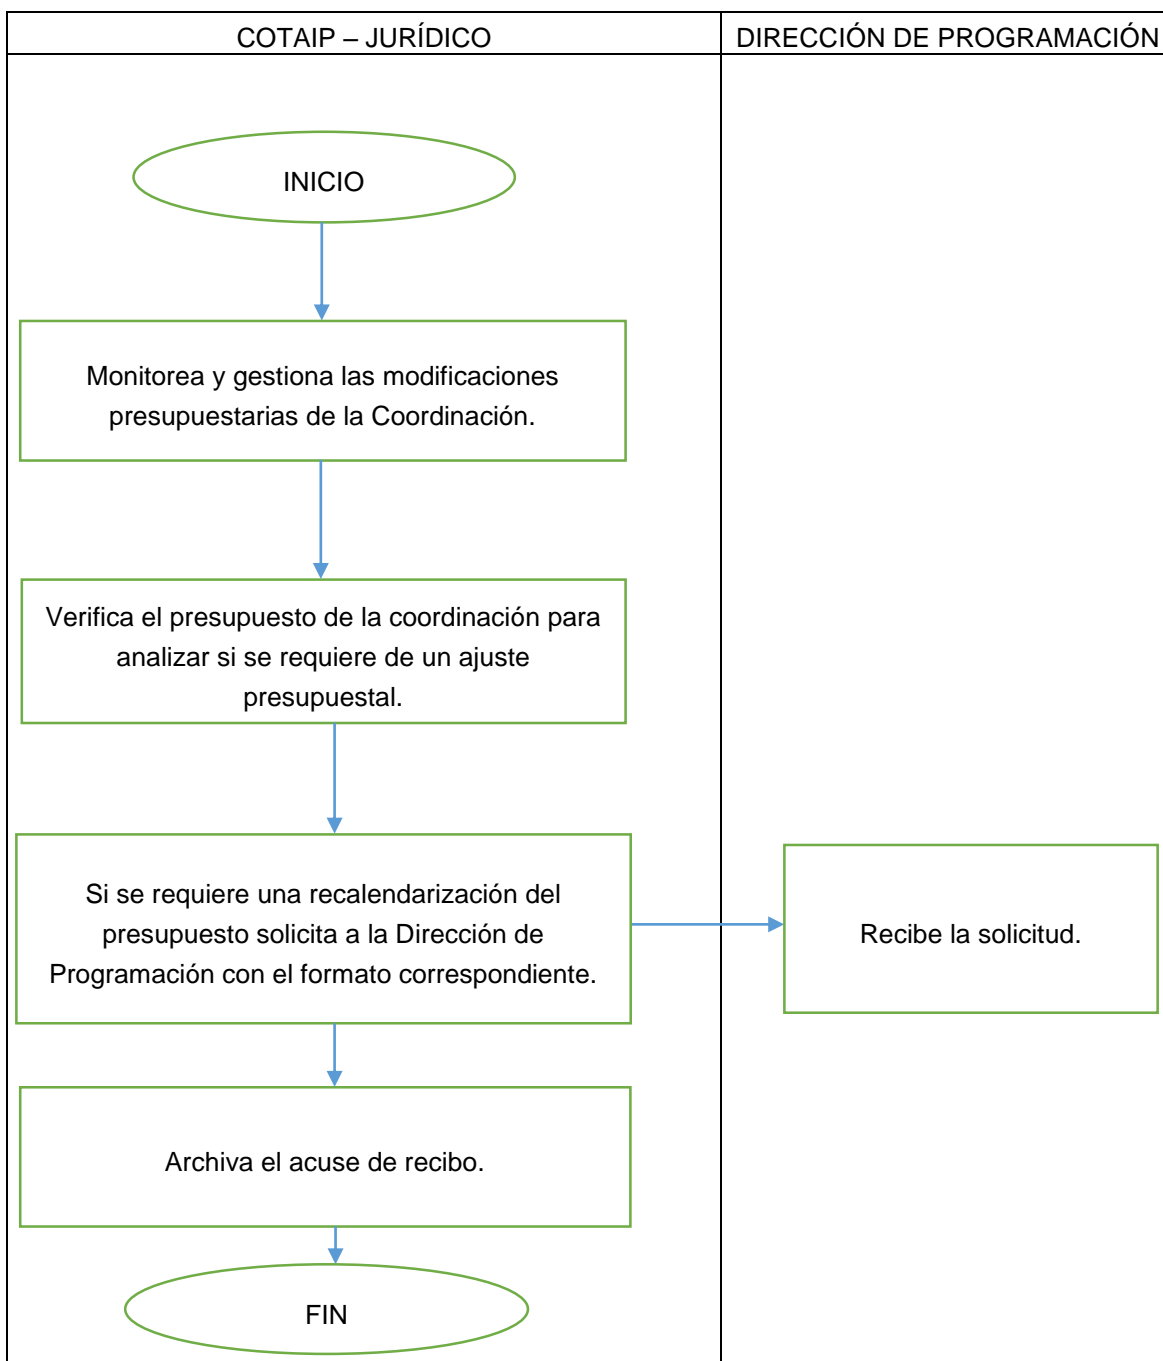 COTAIP – JURÍDICO
DIRECCIÓN DE PROGRAMACIÓN
INICIO
Monitorea y gestiona las modificaciones
presupuestarias de la Coordinación.
Verifica el presupuesto de la coordinación para
analizar si se requiere de un ajuste
presupuestal.
Si se requiere una recalendarización del
presupuesto solicita a la Dirección de
Programación con el formato correspondiente.
Recibe la solicitud.
Archiva el acuse de recibo.
FIN